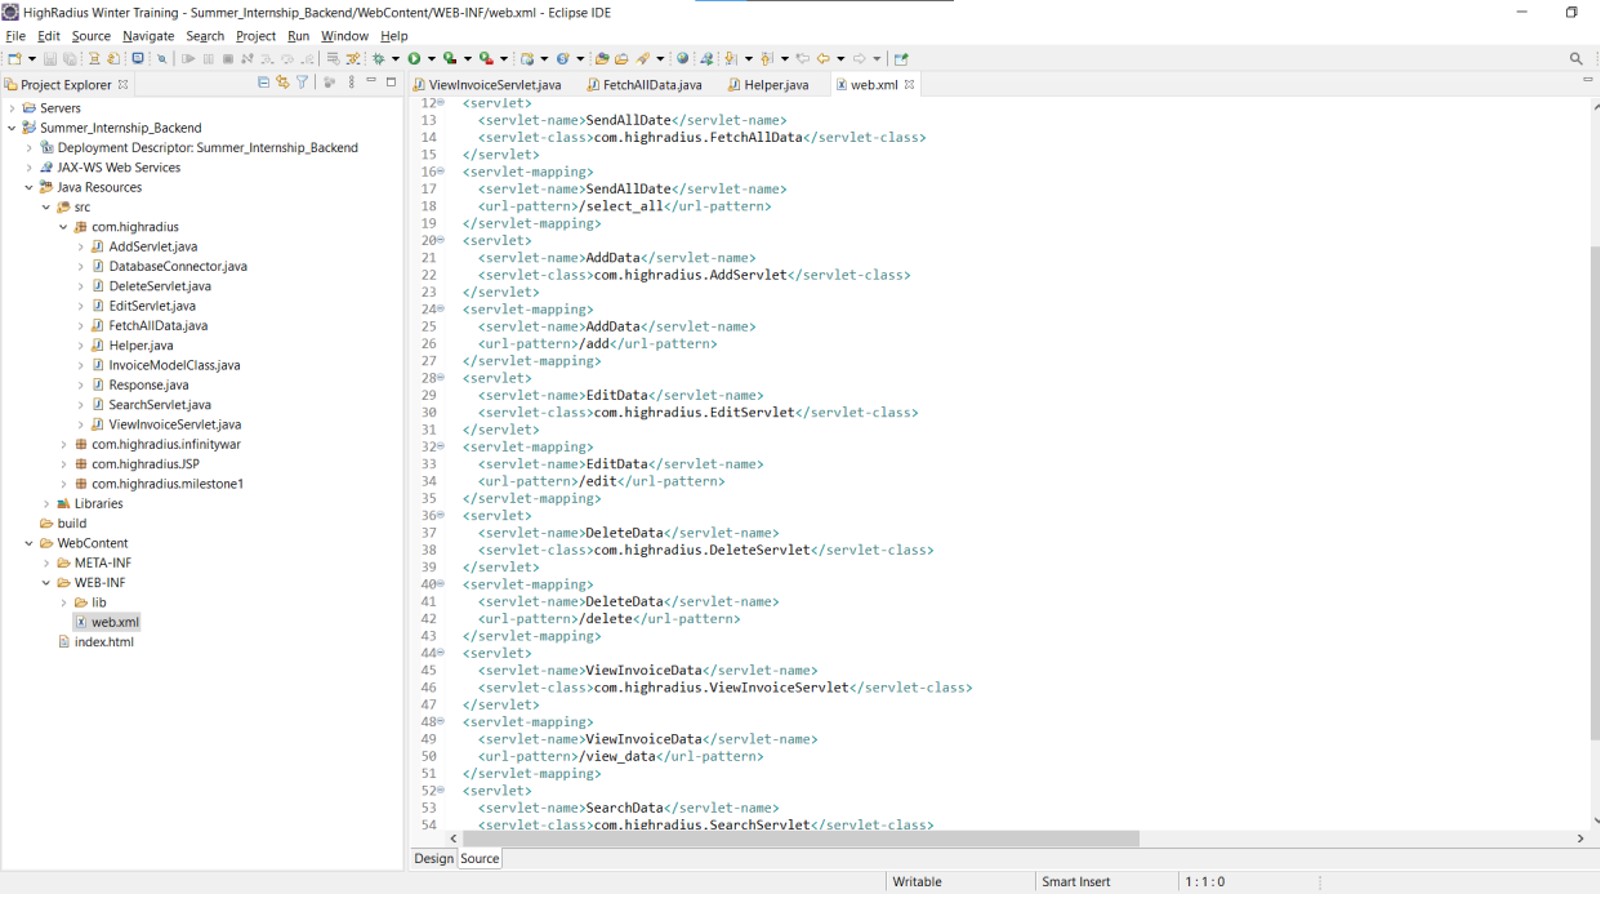 HighRadius Winter Training - Summer_Internship_Backend/WebContent/WEB-INF/web.xml - Eclipse IDE
File Edit Source Navigate Search Project Run Window Help
Project Explorer
Servers
Summer_Internship_Backend
Deployment Descriptor: Summer_Internship_Backend
JAX-WS Web Services
Java Resources
src
com.highradius
AddServlet.java
DatabaseConnector.java
DeleteServlet.java
EditServlet.java
FetchAllData.java
Helper.java
InvoiceModelClass.java
Response.java
SearchServlet.java
ViewInvoiceServlet.java
com.highradius.infinitywar
com.highradius.JSP
com.highradius.milestone1
Libraries
build
WebContent
META-INF
WEB-INF
lib
web.xml
index.html
ViewInvoiceServlet.java FetchAllData.java Helper.java web.xml
12 <servlet>
13 <servlet-name>SendAllDate</servlet-name>
14 <servlet-class>com.highradius.FetchAllData</servlet-class>
15 </servlet>
16 <servlet-mapping>
17 <servlet-name>SendAllDate</servlet-name>
18 <url-pattern>/select_all</url-pattern>
19 </servlet-mapping>
20 <servlet>
21 <servlet-name>AddData</servlet-name>
22 <servlet-class>com.highradius.AddServlet</servlet-class>
23 </servlet>
24 <servlet-mapping>
25 <servlet-name>AddData</servlet-name>
26 <url-pattern>/add</url-pattern>
27 </servlet-mapping>
28 <servlet>
29 <servlet-name>EditData</servlet-name>
30 <servlet-class>com.highradius.EditServlet</servlet-class>
31 </servlet>
32 <servlet-mapping>
33 <servlet-name>EditData</servlet-name>
34 <url-pattern>/edit</url-pattern>
35 </servlet-mapping>
36 <servlet>
37 <servlet-name>DeleteData</servlet-name>
38 <servlet-class>com.highradius.DeleteServlet</servlet-class>
39 </servlet>
40 <servlet-mapping>
41 <servlet-name>DeleteData</servlet-name>
42 <url-pattern>/delete</url-pattern>
43 </servlet-mapping>
44 <servlet>
45 <servlet-name>ViewInvoiceData</servlet-name>
46 <servlet-class>com.highradius.ViewInvoiceServlet</servlet-class>
47 </servlet>
48 <servlet-mapping>
49 <servlet-name>ViewInvoiceData</servlet-name>
50 <url-pattern>/view_data</url-pattern>
51 </servlet-mapping>
52 <servlet>
53 <servlet-name>SearchData</servlet-name>
54 <servlet-class>com.highradius.SearchServlet</servlet-class>
Design Source
Writable Smart Insert 1 : 1 : 0